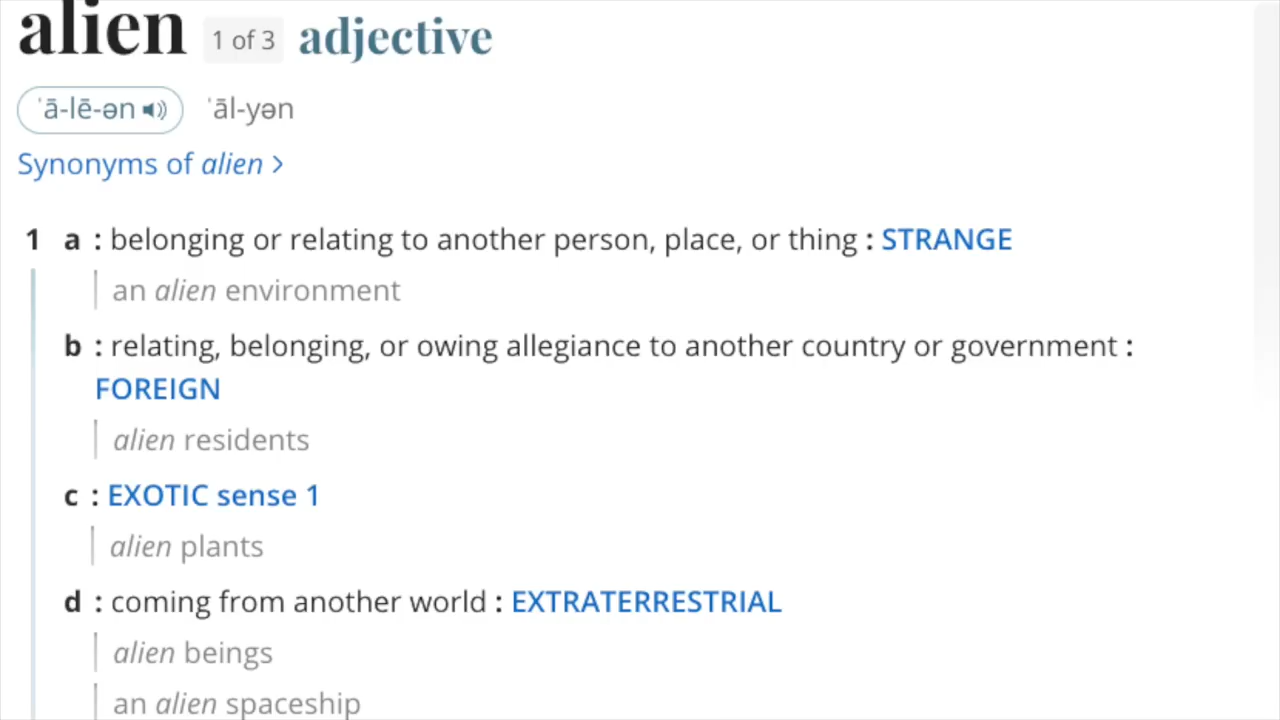 alien 1 of 3 adjective
ˈā-lē-ən ˈāl-yən
Synonyms of alien >
1 a : belonging or relating to another person, place, or thing : STRANGE
an alien environment
b : relating, belonging, or owing allegiance to another country or government :
FOREIGN
alien residents
c : EXOTIC sense 1
alien plants
d : coming from another world : EXTRATERRESTRIAL
alien beings
an alien spaceship